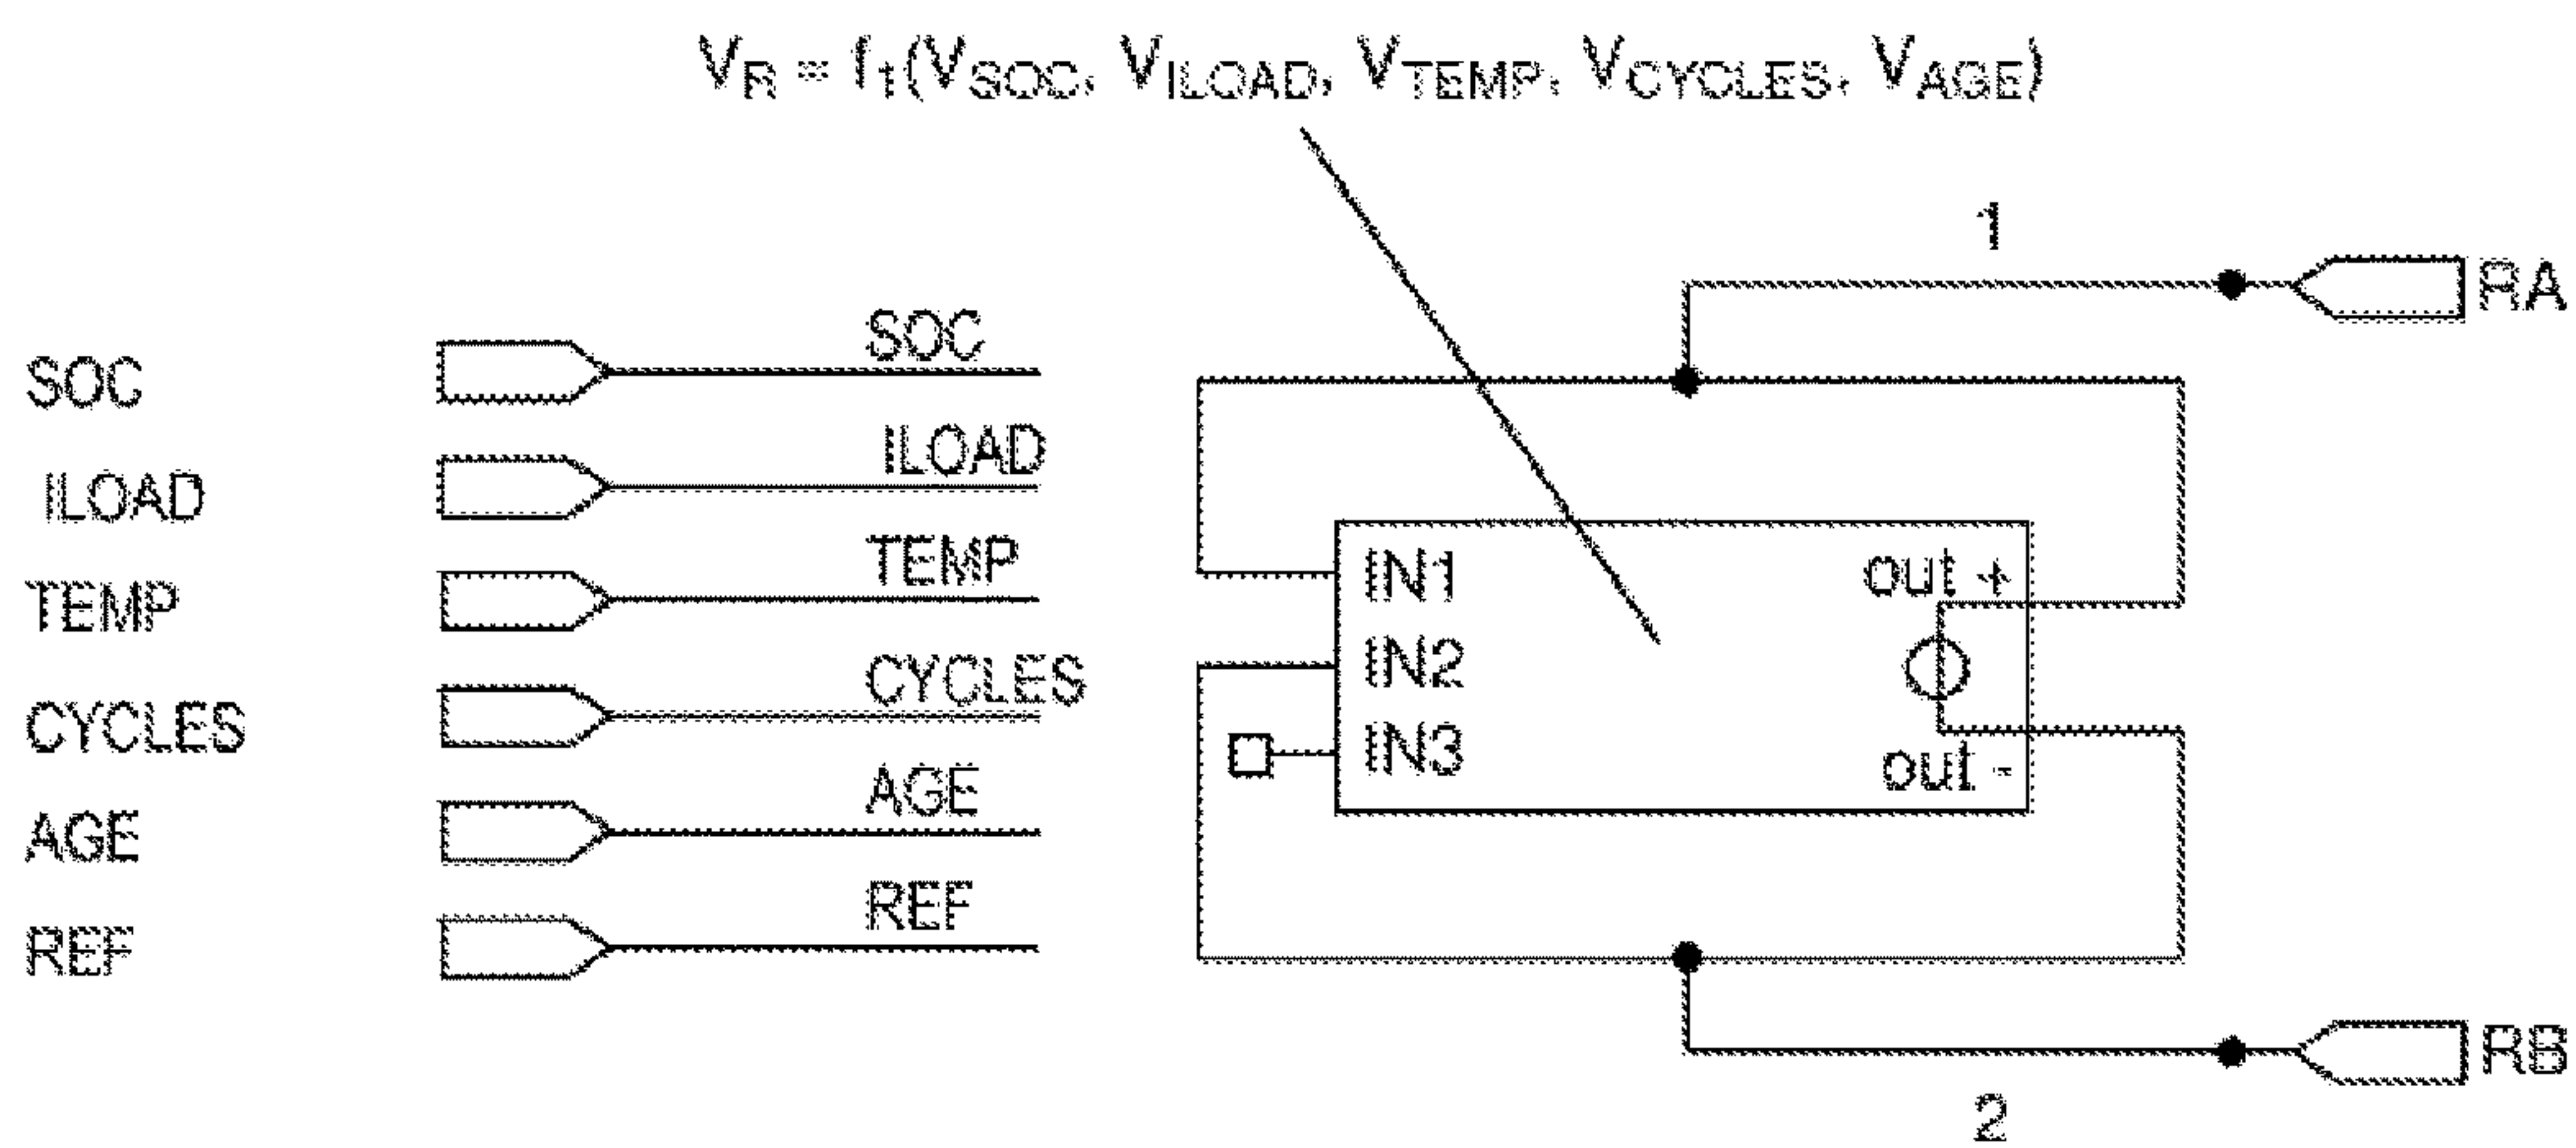 VR = f1(VSOC, VILOAD, VTEMP, VCYCLES, VAGE)
1
RA
SOC SOC
ILOAD ILOAD
TEMP TEMP
CYCLES CYCLES
AGE AGE
REF REF
IN1 out +
IN2
IN3 out -
RB
2